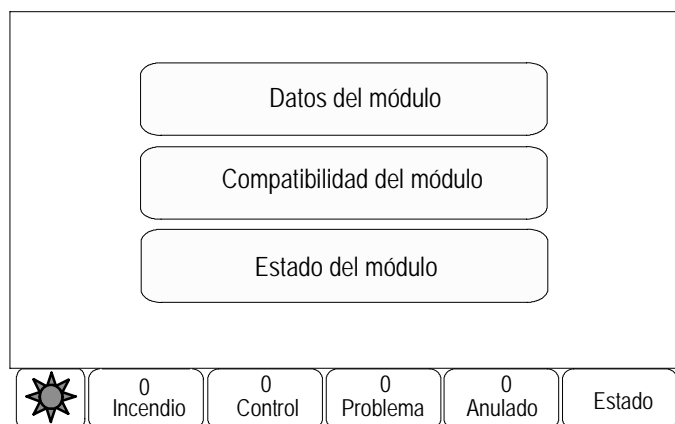 Datos del módulo
Compatibilidad del módulo
Estado del módulo
0 0 0 0
Incendio Control Problema Anulado Estado